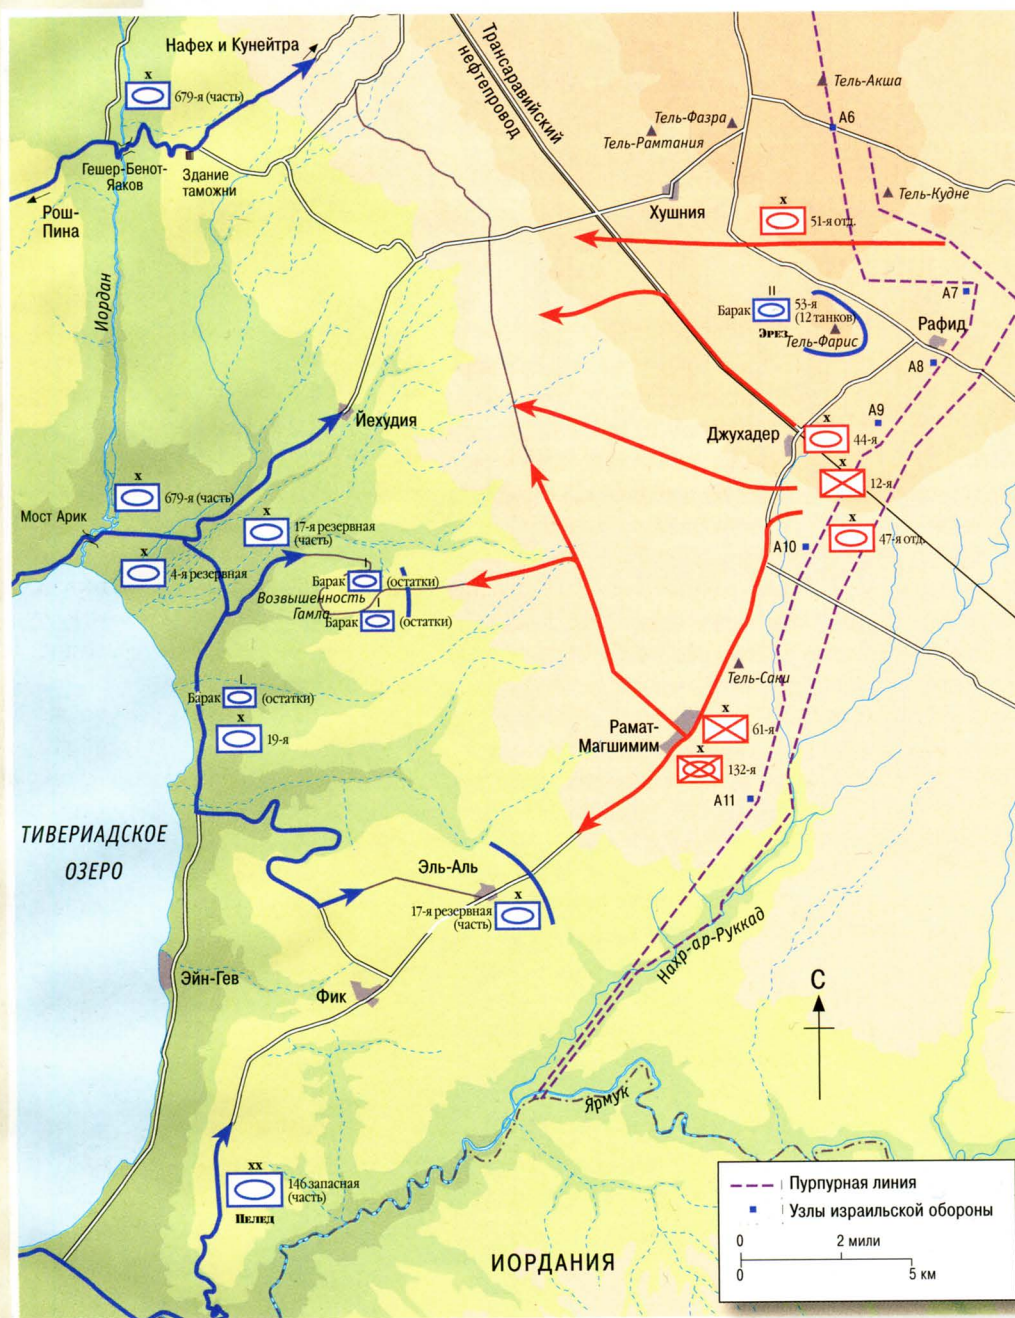 Нафех и Кунейтра
х
679-я (часть)
Гешер-Бенот-
Яаков
Здание
таможни
Рош-
Пина
Иордан
Трансаравийский
нефтепровод
Тель-Акша
А6
Тель-Фазра
Тель-Рамтания
Хушния
Тель-Кудне
х
51-я отд.
А7
II
Барак
53-я
(12 танков)
Эрез
Тель-Фарис
Рафид
А8
А9
Йехудия
Джухадер
х
44-я
х
12-я
х
47-я отд.
А10
х
679-я (часть)
Мост Арик
х
17-я резервная
(часть)
х
4-я резервная
I
Барак
(остатки)
Возвышенность
Гамла
I
Барак
(остатки)
I
Барак
(остатки)
х
19-я
Тель-Саки
Рамат-
Магшимим
х
61-я
х
132-я
А11
ТИВЕРИАДСКОЕ
ОЗЕРО
Эль-Аль
17-я резервная
(часть)
х
Нахр-ар-Руккад
Эйн-Гев
Фик
С
Ярмук
хх
146 запасная
(часть)
Пелед
ИОРДАНИЯ
Пурпурная линия
Узлы израильской обороны
0
2 мили
0
5 км